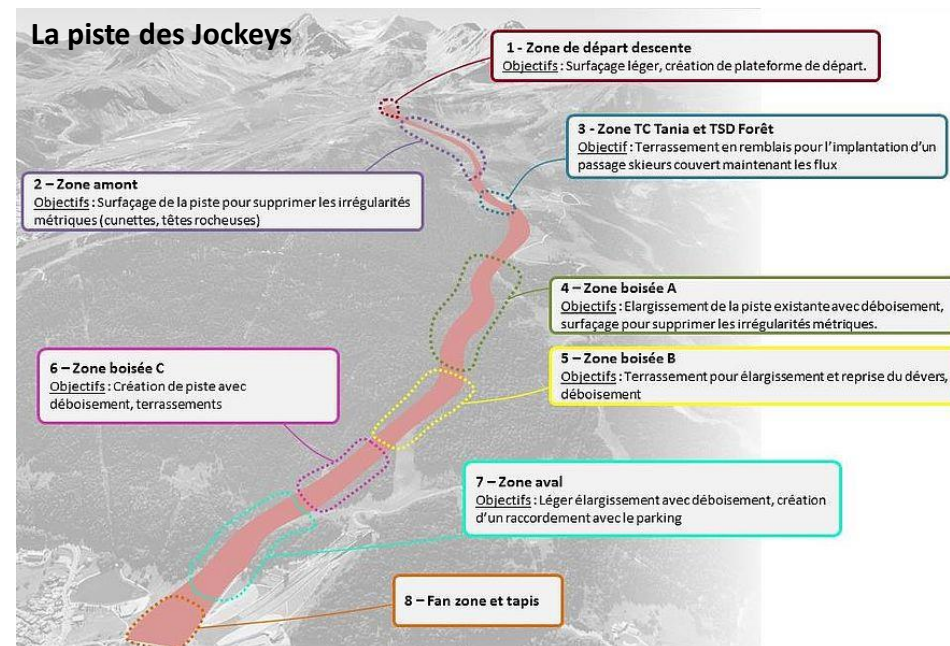 La piste des Jockeys
1 - Zone de départ descente
Objectifs : Surfaçage léger, création de plateforme de départ.
3 - Zone TC Tania et TSD Forêt
Objectif : Terrassement en remblais pour l'implantation d'un
passage skieurs couvert maintenant les flux
2 – Zone amont
Objectifs : Surfaçage de la piste pour supprimer les irrégularités
métriques (cunettes, têtes rocheuses)
4 – Zone boisée A
Objectifs : Elargissement de la piste existante avec déboisement,
surfaçage pour supprimer les irrégularités métriques.
5 – Zone boisée B
Objectifs : Terrassement pour élargissement et reprise du dévers,
déboisement
6 – Zone boisée C
Objectifs : Création de piste avec
déboisement, terrassements
7 – Zone aval
Objectifs : Léger élargissement avec déboisement, création
d'un raccordement avec le parking
8 – Fan zone et tapis